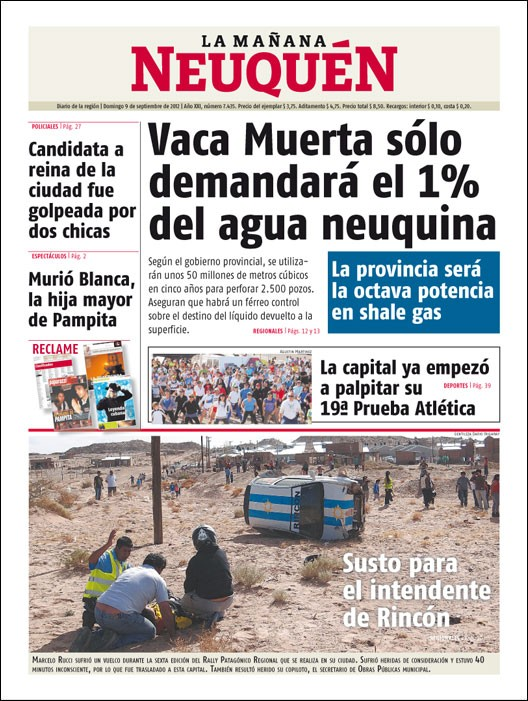 LA MAÑANA
NEUQUÉN
Diario de la región | Domingo 9 de septiembre de 2012 | Año XXI, número 7.435. Precio del ejemplar $ 3,75. Aditamento $ 4,75. Precio total $ 8,50. Recargos: interior $ 0,10, costa $ 0,20.
POLICIALES | Pág. 27
Candidata a
reina de la
ciudad fue
golpeada por
dos chicas
ESPECTÁCULOS | Pág. 2
Murió Blanca,
la hija mayor
de Pampita
RECLAME
PAMPITA
Vaca Muerta sólo
demandará el 1%
del agua neuquina
Según el gobierno provincial, se utiliza-
rán unos 50 millones de metros cúbicos
en cinco años para perforar 2.500 pozos.
Aseguran que habrá un férreo control
sobre el destino del líquido devuelto a la
superficie.
REGIONALES | Págs. 12 y 13
La provincia será
la octava potencia
en shale gas
AGUSTÍN MARTÍNEZ
La capital ya empezó
a palpitar su
19ª Prueba Atlética
DEPORTES | Pág. 39
RINCON
Susto para
el intendente
de Rincón
MARCELO RUCCI SUFRIÓ UN VUELCO DURANTE LA SEXTA EDICIÓN DEL RALLY PATAGÓNICO REGIONAL QUE SE REALIZA EN SU CIUDAD. SUFRIÓ HERIDAS DE CONSIDERACIÓN Y ESTUVO 40
MINUTOS INCONSCIENTE, POR LO QUE FUE TRASLADADO A ESTA CAPITAL. TAMBIÉN RESULTÓ HERIDO SU COPILOTO, EL SECRETARIO DE OBRAS PÚBLICAS MUNICIPAL.